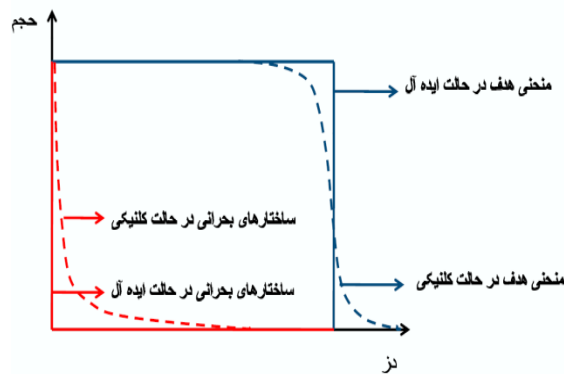 حجم
منحنی هدف در حالت ایده آل
ساختارهای بحرانی در حالت کلنیکی
منحنی هدف در حالت کلنیکی
ساختارهای بحرانی در حالت ایده آل
دز